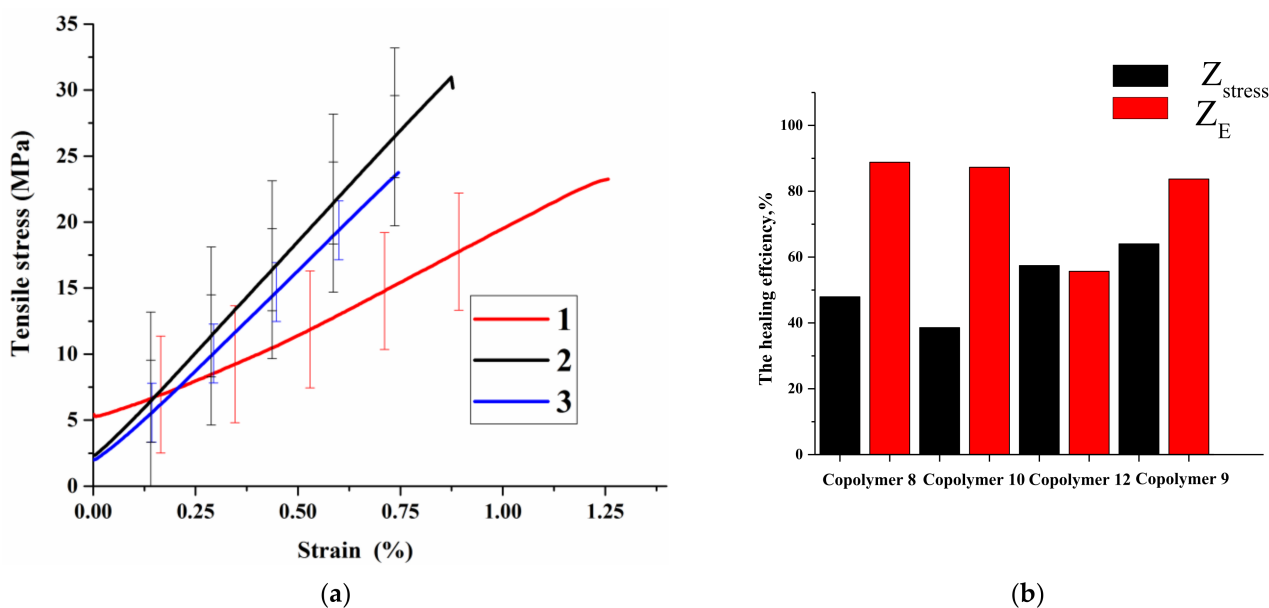 35
30
25
20
15
10
5
0
Tensile stress (MPa)
0.00 0.25 0.50 0.75 1.00 1.25
Strain (%)
1
2
3
(a)
Z stress
Z E
100
80
60
40
20
0
The healing effciency,%
Copolymer 8 Copolymer 10 Copolymer 12 Copolymer 9
(b)